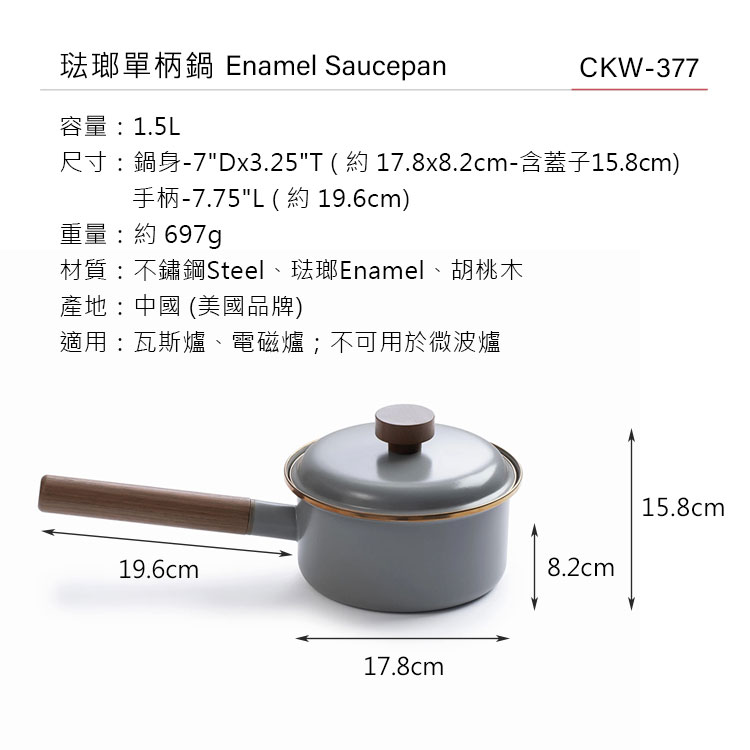 琺瑯單柄鍋 Enamel Saucepan
CKW-377
容量：1.5L
尺寸：鍋身-7"Dx3.25"T ( 約 17.8x8.2cm-含蓋子15.8cm)
手柄-7.75"L ( 約 19.6cm)
重量：約 697g
材質：不鏽鋼Steel、琺瑯Enamel、胡桃木
產地：中國 (美國品牌)
適用：瓦斯爐、電磁爐；不可用於微波爐
15.8cm
19.6cm
8.2cm
17.8cm